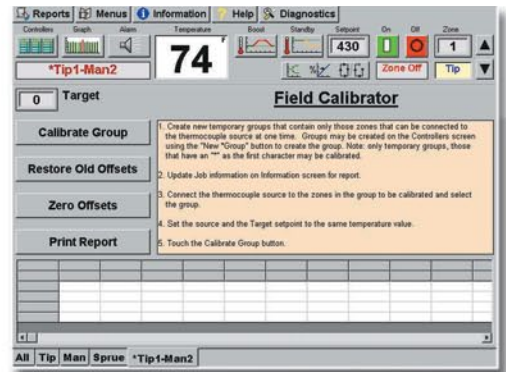 Reports Menus Information Help Diagnostics
Controllers Graph Alarm Temperature Boost Standby Setpoint On Off Zone
74 F 430 1
*Tip1-Man2 Zone Off Tip
0 Target Field Calibrator
Calibrate Group
Restore Old Offsets
Zero Offsets
Print Report
1. Create new temporary groups that contain only those zones that can be connected to
the thermocouple source at one time. Groups may be created on the Controllers screen
using the "New "Group" button to create the group. Note: only temporary groups, those
that have an "*" as the first character may be calibrated.
2. Update Job information on Information screen for report.
3. Connect the thermocouple source to the zones in the group to be calibrated and select
the group.
4. Set the source and the Target setpoint to the same temperature value.
5. Touch the Calibrate Group button.
All Tip Man Sprue *Tip1-Man2